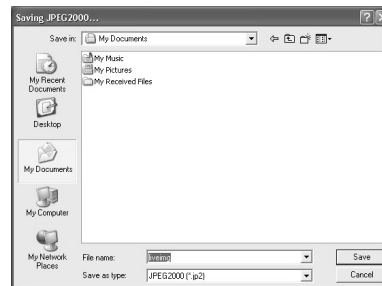 Saving JPEG2000...
Save in:
My Documents
My Music
My Pictures
My Received Files
My Recent
Documents
Desktop
My Documents
My Computer
My Network
Places
File name:
liveimg
Save
Save as type:
JPEG2000 (*.jp2)
Cancel